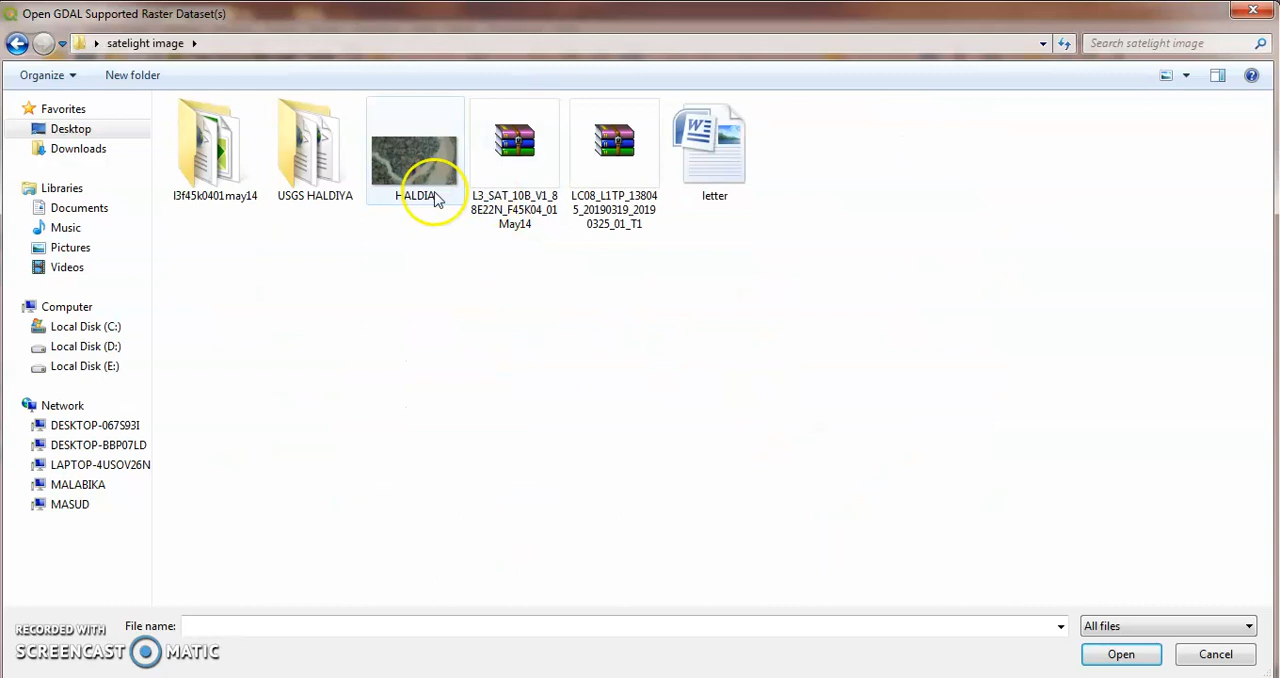 Open GDAL Supported Raster Dataset(s)
satelight image
Search satelight image
Organize
New folder
Favorites
Desktop
Downloads
Libraries
Documents
Music
Pictures
Videos
Computer
Local Disk (C:)
Local Disk (D:)
Local Disk (E:)
Network
DESKTOP-067S93I
DESKTOP-BBP07LD
LAPTOP-4USOV26N
MALABIKA
MASUD
l3f45k0401may14
USGS HALDIYA
HALDIA
L3_SAT_10B_V1_8
8E22N_F45K04_01
May14
LC08_L1TP_13804
5_20190319_2019
0325_01_T1
letter
File name:
All files
Open
Cancel
RECORDED WITH
SCREENCAST MATIC